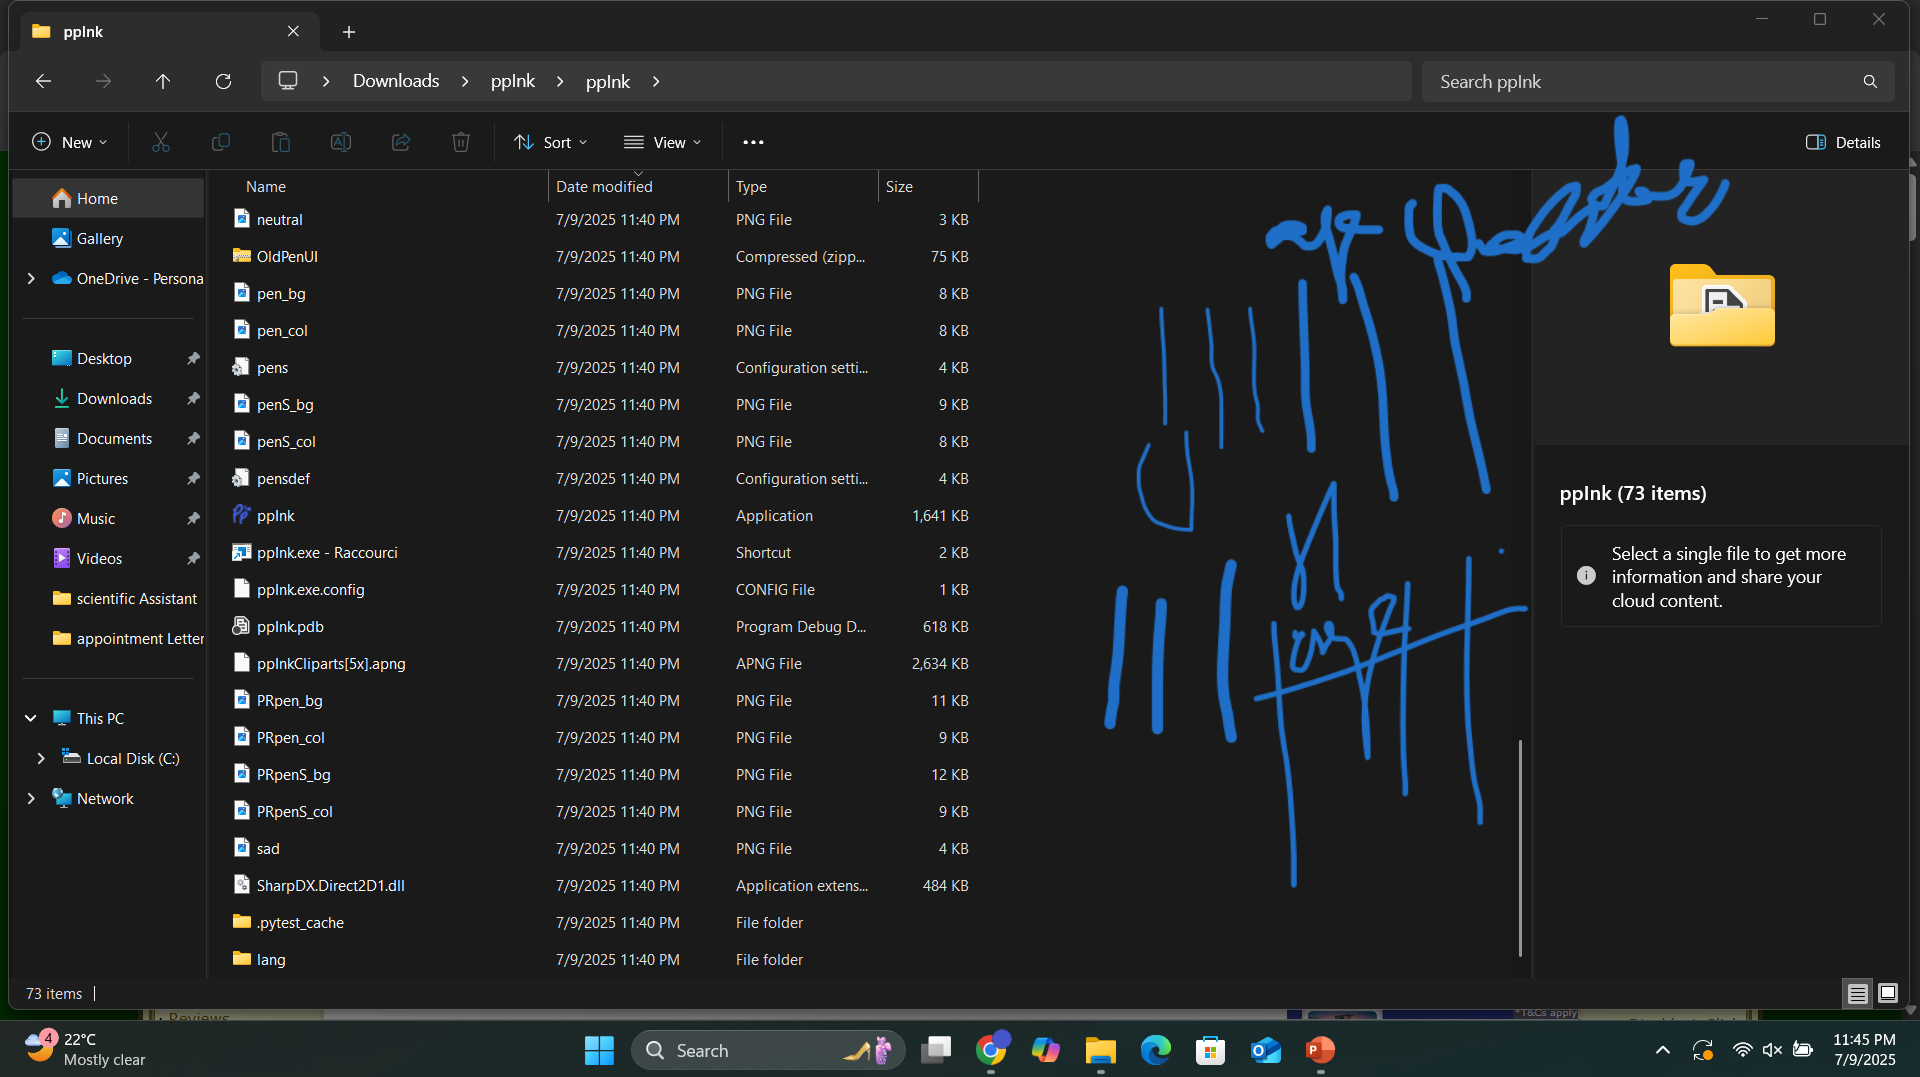 ppInk
Downloads > ppInk > ppInk >
Search ppInk
New
Sort
View
Details
Name Date modified Type Size
Home
Gallery
OneDrive - Persona
Desktop
Downloads
Documents
Pictures
Music
Videos
scientific Assistant
appointment Letter
This PC
Local Disk (C:)
Network
neutral 7/9/2025 11:40 PM PNG File 3 KB
OldPenUI 7/9/2025 11:40 PM Compressed (zipp... 75 KB
pen_bg 7/9/2025 11:40 PM PNG File 8 KB
pen_col 7/9/2025 11:40 PM PNG File 8 KB
pens 7/9/2025 11:40 PM Configuration setti... 4 KB
penS_bg 7/9/2025 11:40 PM PNG File 9 KB
penS_col 7/9/2025 11:40 PM PNG File 8 KB
pensdef 7/9/2025 11:40 PM Configuration setti... 4 KB
ppInk 7/9/2025 11:40 PM Application 1,641 KB
ppInk.exe - Raccourci 7/9/2025 11:40 PM Shortcut 2 KB
ppInk.exe.config 7/9/2025 11:40 PM CONFIG File 1 KB
ppInk.pdb 7/9/2025 11:40 PM Program Debug D... 618 KB
ppInkCliparts[5x].apng 7/9/2025 11:40 PM APNG File 2,634 KB
PRpen_bg 7/9/2025 11:40 PM PNG File 11 KB
PRpen_col 7/9/2025 11:40 PM PNG File 9 KB
PRpenS_bg 7/9/2025 11:40 PM PNG File 12 KB
PRpenS_col 7/9/2025 11:40 PM PNG File 9 KB
sad 7/9/2025 11:40 PM PNG File 4 KB
SharpDX.Direct2D1.dll 7/9/2025 11:40 PM Application extens... 484 KB
.pytest_cache 7/9/2025 11:40 PM File folder
lang 7/9/2025 11:40 PM File folder
ppInk (73 items)
Select a single file to get more
information and share your
cloud content.
73 items
Reviews
*T&Cs apply
4
22°C
Mostly clear
Search
11:45 PM
7/9/2025